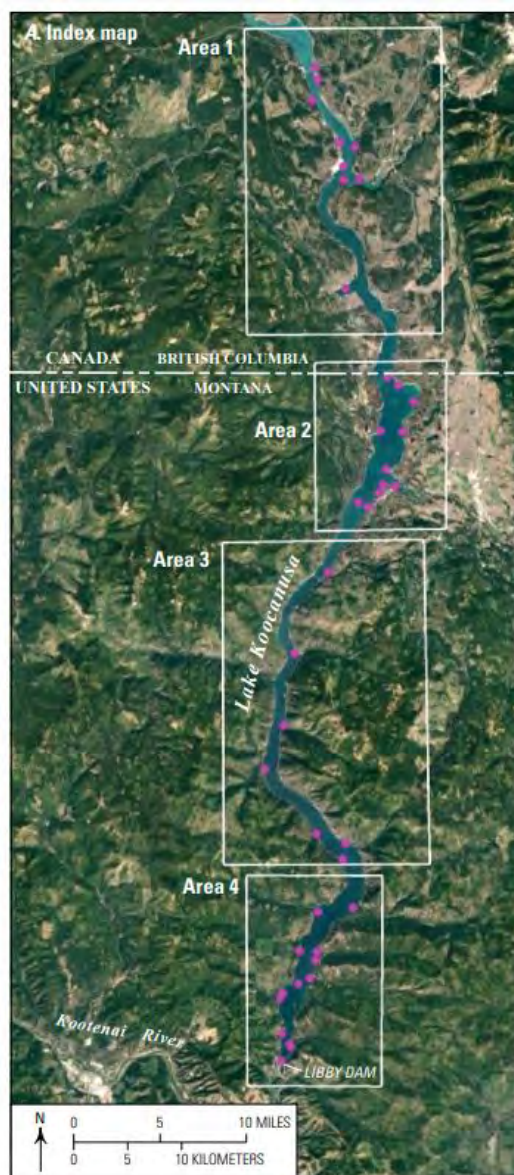 A. Index map
Area 1
CANADA BRITISH COLUMBIA
UNITED STATES MONTANA
Area 2
Area 3
Lake Koocanusa
Area 4
Kootenai River
LIBBY DAM
N
0 5 10 MILES
0 5 10 KILOMETERS